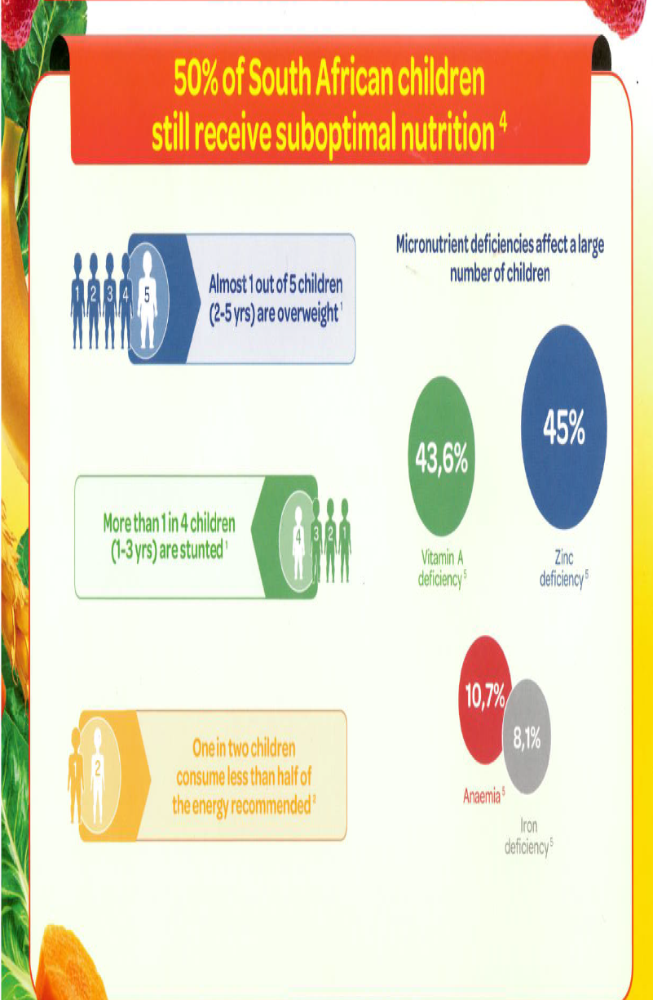 50% of South African children
still receive suboptimal nutrition 4
1 2 3 4 5
Almost 1 out of 5 children
(2-5 yrs) are overweight 1
More than 1 in 4 children
(1-3 yrs) are stunted 1
4 3 2 1
1 2
One in two children
consume less than half of
the energy recommended 2
Micronutrient deficiencies affect a large
number of children
43,6%
Vitamin A
deficiency 5
45%
Zinc
deficiency 5
10,7%
Anaemia 5
8,1%
Iron
deficiency 5